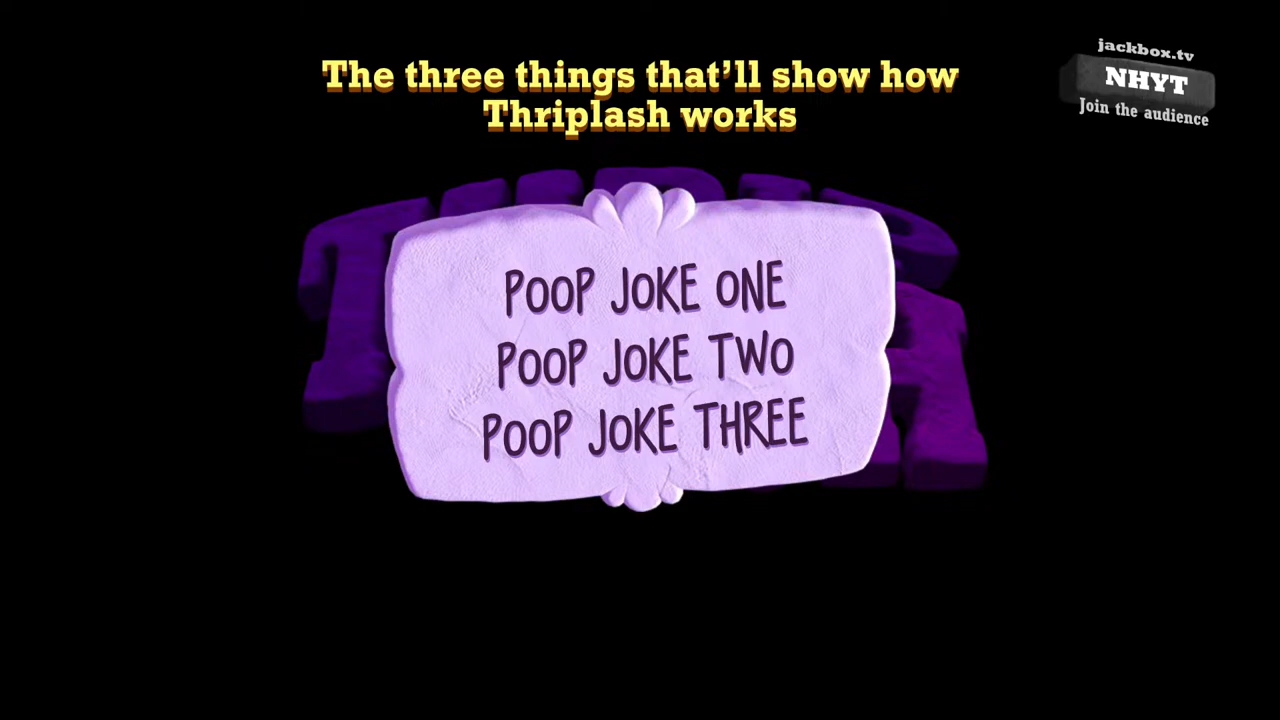 The three things that'll show how
Thriplash works
jackbox.tv
NHYT
Join the audience
POOP JOKE ONE
POOP JOKE TWO
POOP JOKE THREE